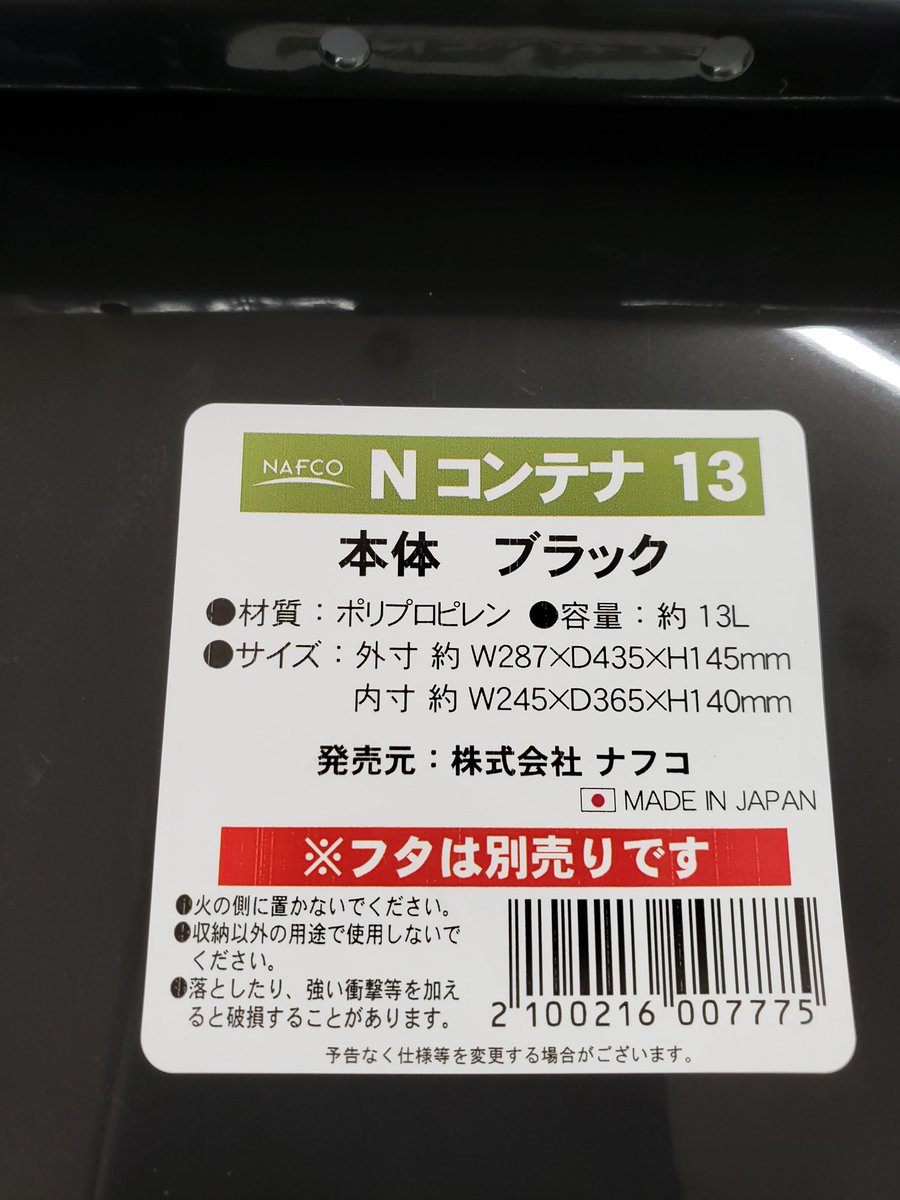 NAFCO Nコンテナ 13
本体 ブラック
●材質：ポリプロピレン ●容量：約 13L
●サイズ：外寸 約 W287×D435×H145mm
内寸 約 W245×D365×H140mm
発売元：株式会社 ナフコ
MADE IN JAPAN
※フタは別売りです
●火の側に置かないでください。
●収納以外の用途で使用しないで
ください。
●落としたり、強い衝撃等を加え
ると破損することがあります。
2 100216 007775
予告なく仕様等を変更する場合がございます。